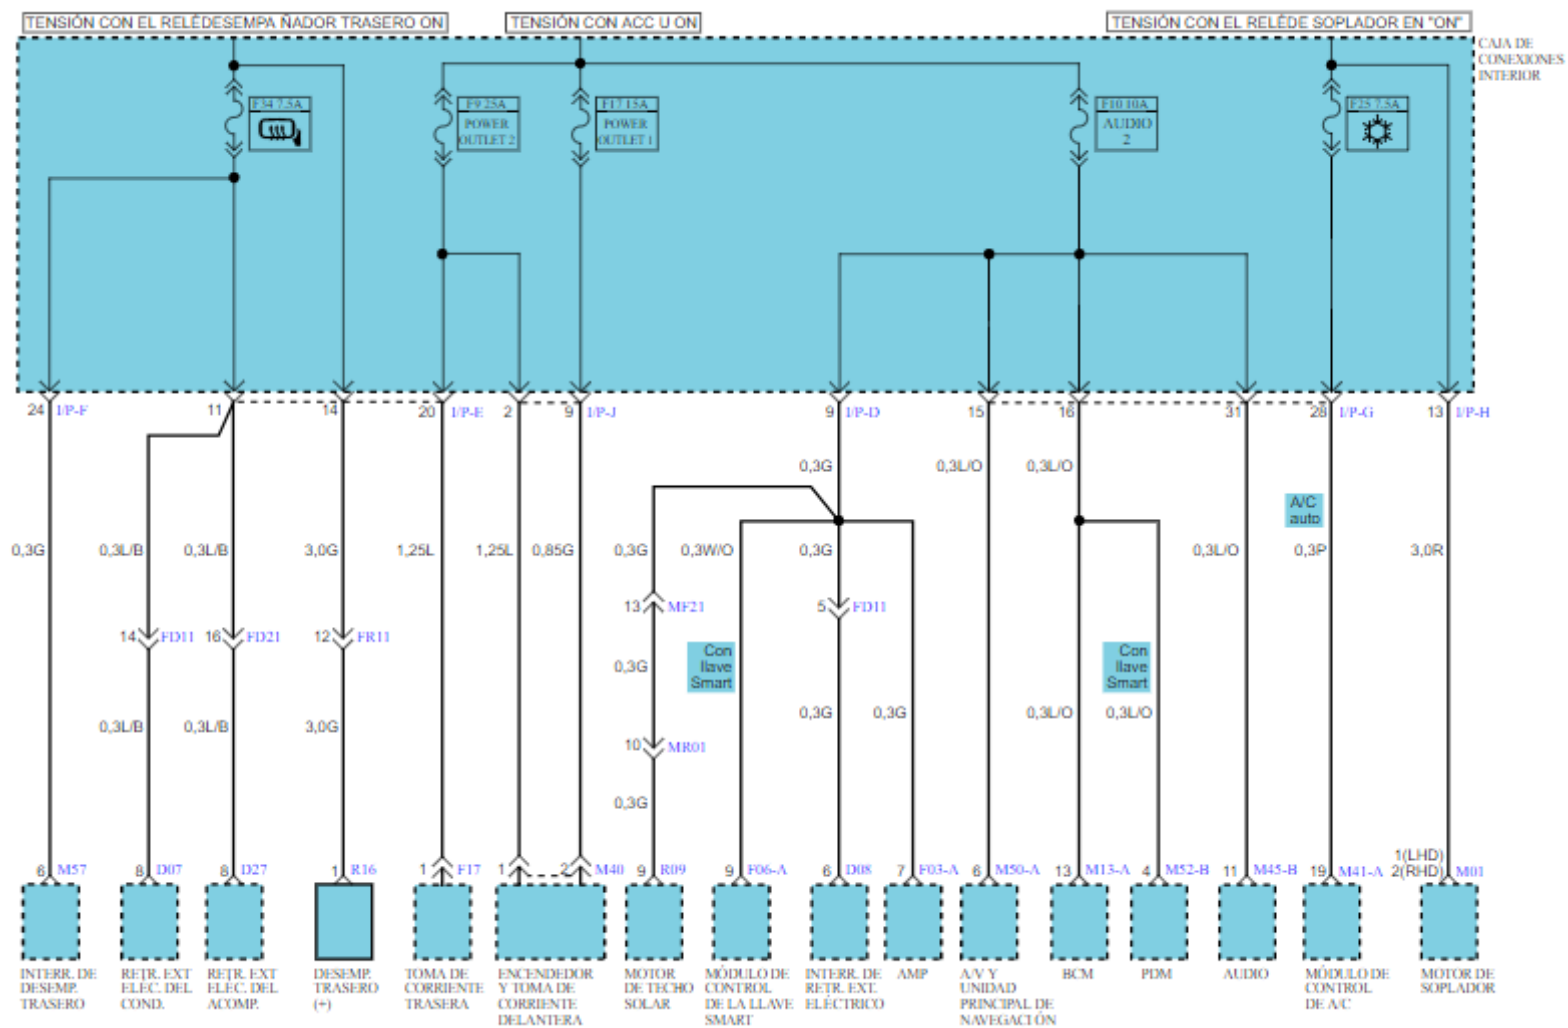 TENSIÓN CON EL RELÉDESEMPA ÑADOR TRASERO ON
TENSIÓN CON ACC U ON
TENSIÓN CON EL RELÉDE SOPLADOR EN "ON"
CAJA DE
CONEXIONES
INTERIOR
F34 7.5A
F9 25A
POWER
OUTLET 2
F17 15A
POWER
OUTLET 1
F10 10A
AUDIO
2
F25 7.5A
24 I/P-F
11
14
20 I/P-E
2
9 I/P-J
9 I/P-D
15
16
31
28 I/P-G
13 I/P-H
0,3G
0,3L/O
0,3L/O
A/C
auto
0,3G
0,3L/B
0,3L/B
3,0G
1,25L
1,25L
0,85G
0,3G
0,3W/O
0,3G
0,3L/O
0,3P
3,0R
13 MF21
5 FD11
14 FD11
16 FD21
12 FR11
Con
llave
Smart
Con
llave
Smart
0,3G
0,3L/B
0,3L/B
3,0G
0,3G
0,3G
0,3L/O
0,3L/O
10 MR01
0,3G
6 M57
8 D07
8 D27
1 R16
1 F17
1
2 M40
9 R09
9 F06-A
6 D08
7 F03-A
6 M50-A
13 M13-A
4 M52-B
11 M45-B
19 M41-A
1(LHD)
2(RHD) M01
INTERR. DE
DESEMP.
TRASERO
RETR. EXT
ELÉC. DEL
COND.
RETR. EXT
ELÉC. DEL
ACOMP.
DESEMP.
TRASERO
(+)
TOMA DE
CORRIENTE
TRASERA
ENCENDEDOR
Y TOMA DE
CORRIENTE
DELANTERA
MOTOR
DE TECHO
SOLAR
MÓDULO DE
CONTROL
DE LA LLAVE
SMART
INTERR. DE
RETR. EXT.
ELÉCTRICO
AMP
A/V Y
UNIDAD
PRINCIPAL DE
NAVEGACIÓN
BCM
PDM
AUDIO
MÓDULO DE
CONTROL
DE A/C
MOTOR DE
SOPLADOR